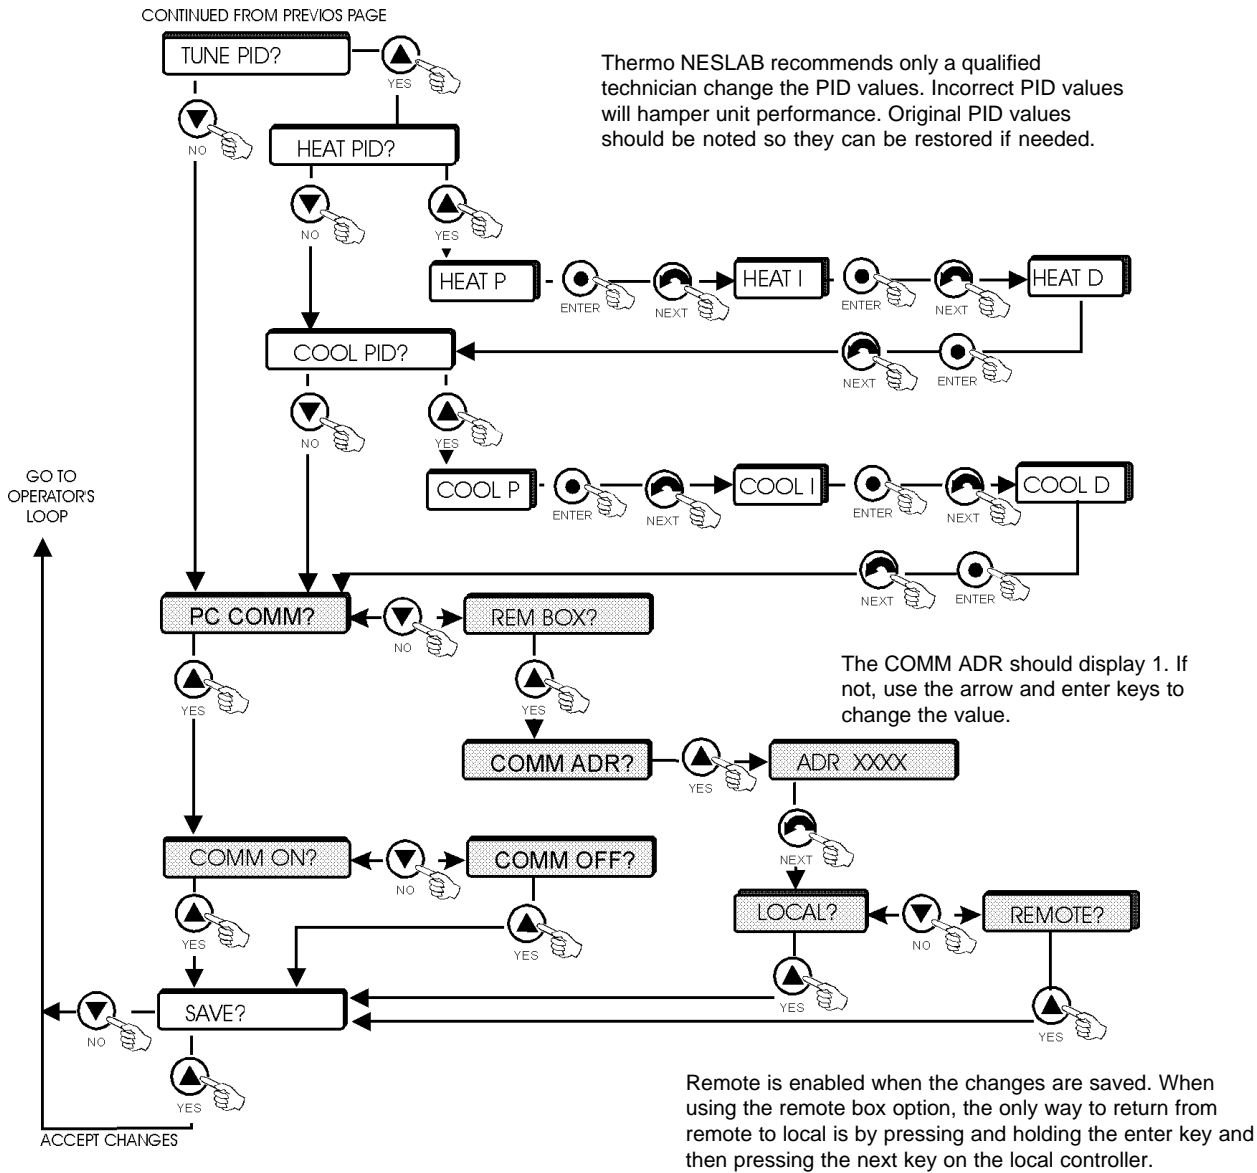 CONTINUED FROM PREVIOS PAGE
TUNE PID?
YES
Thermo NESLAB recommends only a qualified
technician change the PID values. Incorrect PID values
will hamper unit performance. Original PID values
should be noted so they can be restored if needed.
NO
HEAT PID?
NO
YES
HEAT P
ENTER
NEXT
HEAT I
ENTER
NEXT
HEAT D
COOL PID?
NEXT
ENTER
NO
YES
COOL P
ENTER
NEXT
COOL I
ENTER
NEXT
COOL D
GO TO
OPERATOR'S
LOOP
NEXT
ENTER
PC COMM?
NO
REM BOX?
YES
YES
The COMM ADR should display 1. If
not, use the arrow and enter keys to
change the value.
COMM ADR?
YES
ADR XXXX
NEXT
COMM ON?
NO
COMM OFF?
LOCAL?
NO
REMOTE?
YES
YES
YES
YES
SAVE?
NO
YES
ACCEPT CHANGES
Remote is enabled when the changes are saved. When
using the remote box option, the only way to return from
remote to local is by pressing and holding the enter key and
then pressing the next key on the local controller.